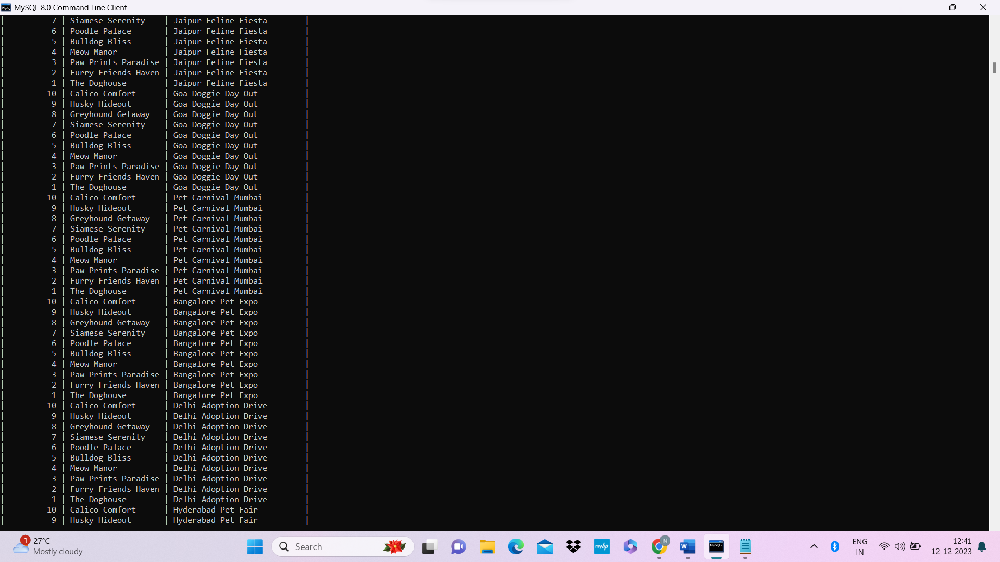 MySQL 8.0 Command Line Client
| 7 | Siamese Serenity | Jaipur Feline Fiesta |
| 6 | Poodle Palace | Jaipur Feline Fiesta |
| 5 | Bulldog Bliss | Jaipur Feline Fiesta |
| 4 | Meow Manor | Jaipur Feline Fiesta |
| 3 | Paw Prints Paradise | Jaipur Feline Fiesta |
| 2 | Furry Friends Haven | Jaipur Feline Fiesta |
| 1 | The Doghouse | Jaipur Feline Fiesta |
| 10 | Calico Comfort | Goa Doggie Day Out |
| 9 | Husky Hideout | Goa Doggie Day Out |
| 8 | Greyhound Getaway | Goa Doggie Day Out |
| 7 | Siamese Serenity | Goa Doggie Day Out |
| 6 | Poodle Palace | Goa Doggie Day Out |
| 5 | Bulldog Bliss | Goa Doggie Day Out |
| 4 | Meow Manor | Goa Doggie Day Out |
| 3 | Paw Prints Paradise | Goa Doggie Day Out |
| 2 | Furry Friends Haven | Goa Doggie Day Out |
| 1 | The Doghouse | Goa Doggie Day Out |
| 10 | Calico Comfort | Pet Carnival Mumbai |
| 9 | Husky Hideout | Pet Carnival Mumbai |
| 8 | Greyhound Getaway | Pet Carnival Mumbai |
| 7 | Siamese Serenity | Pet Carnival Mumbai |
| 6 | Poodle Palace | Pet Carnival Mumbai |
| 5 | Bulldog Bliss | Pet Carnival Mumbai |
| 4 | Meow Manor | Pet Carnival Mumbai |
| 3 | Paw Prints Paradise | Pet Carnival Mumbai |
| 2 | Furry Friends Haven | Pet Carnival Mumbai |
| 1 | The Doghouse | Pet Carnival Mumbai |
| 10 | Calico Comfort | Bangalore Pet Expo |
| 9 | Husky Hideout | Bangalore Pet Expo |
| 8 | Greyhound Getaway | Bangalore Pet Expo |
| 7 | Siamese Serenity | Bangalore Pet Expo |
| 6 | Poodle Palace | Bangalore Pet Expo |
| 5 | Bulldog Bliss | Bangalore Pet Expo |
| 4 | Meow Manor | Bangalore Pet Expo |
| 3 | Paw Prints Paradise | Bangalore Pet Expo |
| 2 | Furry Friends Haven | Bangalore Pet Expo |
| 1 | The Doghouse | Bangalore Pet Expo |
| 10 | Calico Comfort | Delhi Adoption Drive |
| 9 | Husky Hideout | Delhi Adoption Drive |
| 8 | Greyhound Getaway | Delhi Adoption Drive |
| 7 | Siamese Serenity | Delhi Adoption Drive |
| 6 | Poodle Palace | Delhi Adoption Drive |
| 5 | Bulldog Bliss | Delhi Adoption Drive |
| 4 | Meow Manor | Delhi Adoption Drive |
| 3 | Paw Prints Paradise | Delhi Adoption Drive |
| 2 | Furry Friends Haven | Delhi Adoption Drive |
| 1 | The Doghouse | Delhi Adoption Drive |
| 10 | Calico Comfort | Hyderabad Pet Fair |
| 9 | Husky Hideout | Hyderabad Pet Fair |
1
27°C
Mostly cloudy
Search
myhp
N
W
MySQL
ENG
IN
12:41
12-12-2023